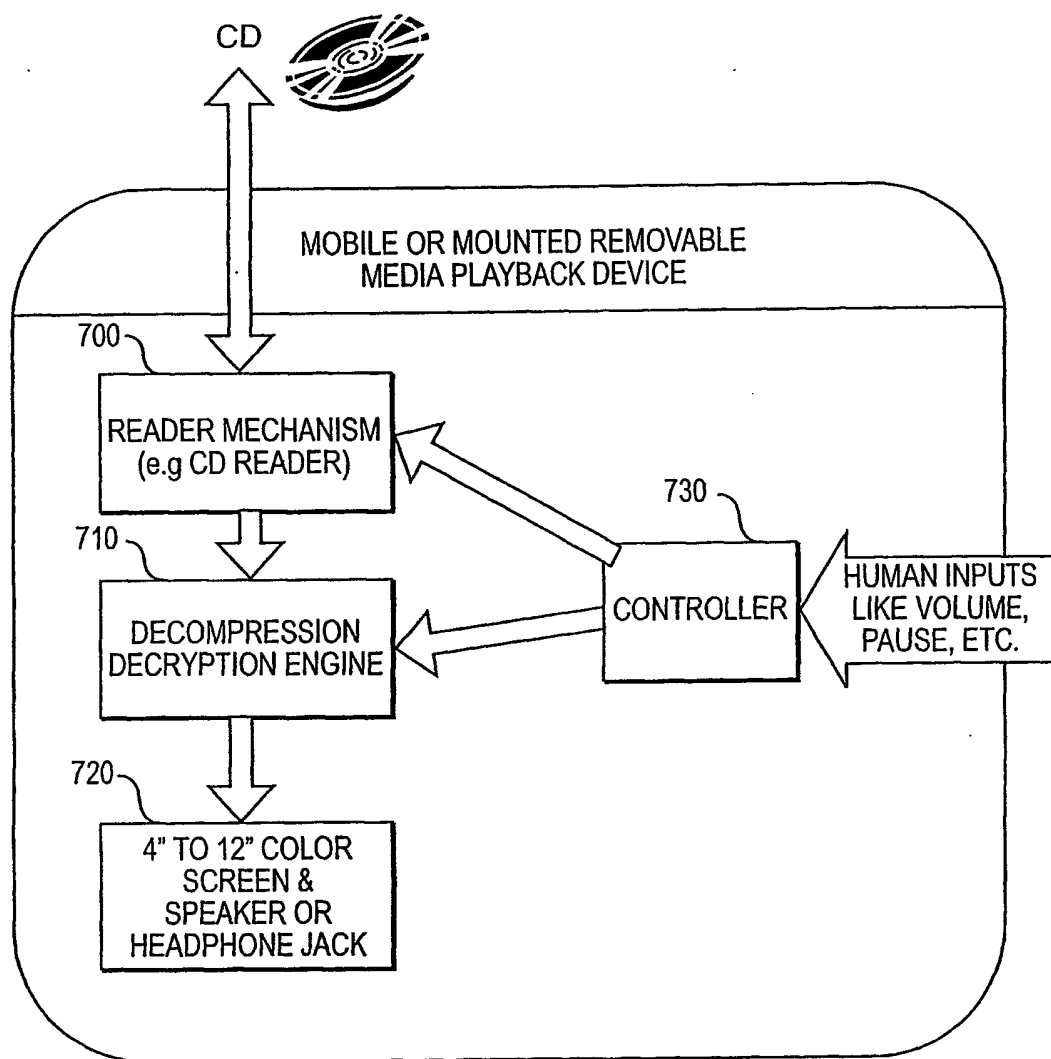 CD
MOBILE OR MOUNTED REMOVABLE
MEDIA PLAYBACK DEVICE
700
READER MECHANISM
(e.g CD READER)
710
DECOMPRESSION
DECRYPTION ENGINE
720
4" TO 12" COLOR
SCREEN &
SPEAKER OR
HEADPHONE JACK
730
CONTROLLER
HUMAN INPUTS
LIKE VOLUME,
PAUSE, ETC.